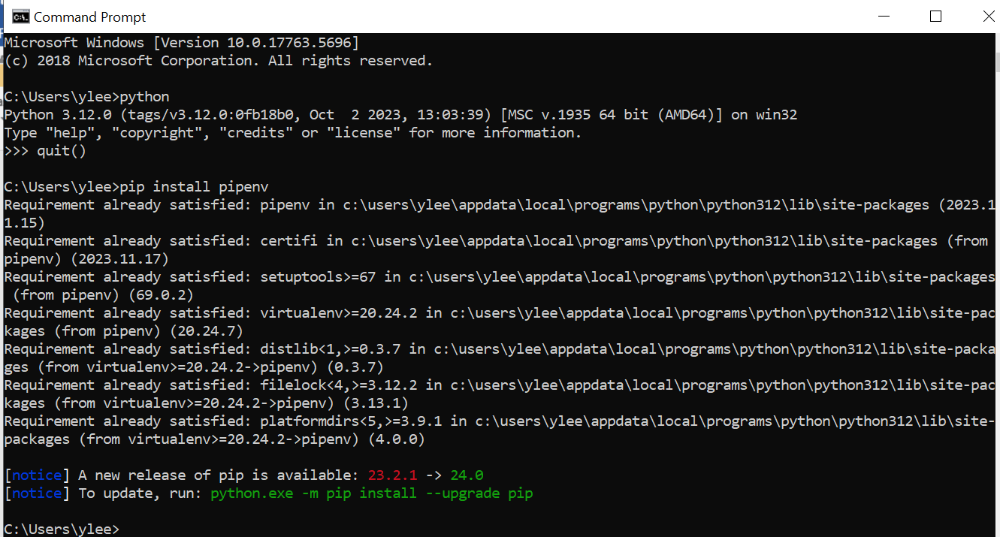 Command Prompt
Microsoft Windows [Version 10.0.17763.5696]
(c) 2018 Microsoft Corporation. All rights reserved.
C:\Users\ylee>python
Python 3.12.0 (tags/v3.12.0:0fb18b0, Oct  2 2023, 13:03:39) [MSC v.1935 64 bit (AMD64)] on win32
Type "help", "copyright", "credits" or "license" for more information.
>>> quit()
C:\Users\ylee>pip install pipenv
Requirement already satisfied: pipenv in c:\users\ylee\appdata\local\programs\python\python312\lib\site-packages (2023.1
1.15)
Requirement already satisfied: certifi in c:\users\ylee\appdata\local\programs\python\python312\lib\site-packages (from
pipenv) (2023.11.17)
Requirement already satisfied: setuptools>=67 in c:\users\ylee\appdata\local\programs\python\python312\lib\site-packages
 (from pipenv) (69.0.2)
Requirement already satisfied: virtualenv>=20.24.2 in c:\users\ylee\appdata\local\programs\python\python312\lib\site-pac
kages (from pipenv) (20.24.7)
Requirement already satisfied: distlib<1,>=0.3.7 in c:\users\ylee\appdata\local\programs\python\python312\lib\site-packa
ges (from virtualenv>=20.24.2->pipenv) (0.3.7)
Requirement already satisfied: filelock<4,>=3.12.2 in c:\users\ylee\appdata\local\programs\python\python312\lib\site-pac
kages (from virtualenv>=20.24.2->pipenv) (3.13.1)
Requirement already satisfied: platformdirs<5,>=3.9.1 in c:\users\ylee\appdata\local\programs\python\python312\lib\site-
packages (from virtualenv>=20.24.2->pipenv) (4.0.0)
[notice] A new release of pip is available: 23.2.1 -> 24.0
[notice] To update, run: python.exe -m pip install --upgrade pip
C:\Users\ylee>